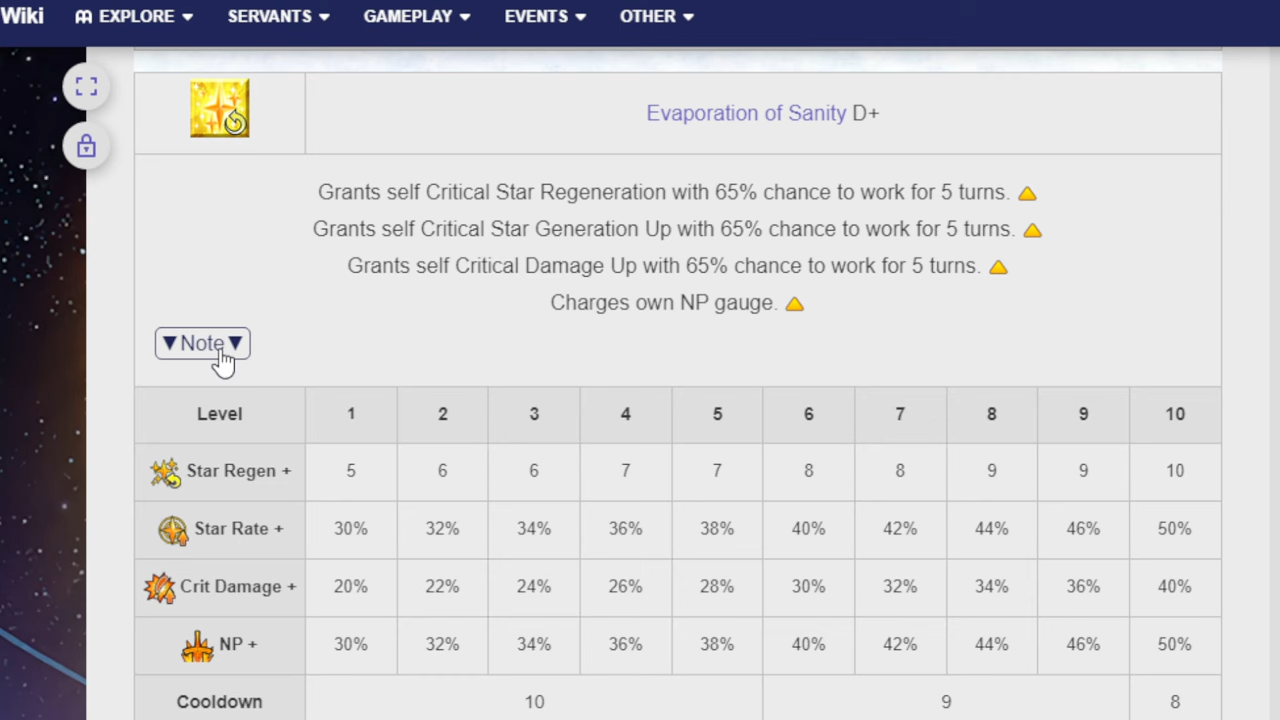 Wiki EXPLORE ▼ SERVANTS ▼ GAMEPLAY ▼ EVENTS ▼ OTHER ▼
Evaporation of Sanity D+
Grants self Critical Star Regeneration with 65% chance to work for 5 turns.
Grants self Critical Star Generation Up with 65% chance to work for 5 turns.
Grants self Critical Damage Up with 65% chance to work for 5 turns.
Charges own NP gauge.
▼Note▼
Level 1 2 3 4 5 6 7 8 9 10
Star Regen + 5 6 6 7 7 8 8 9 9 10
Star Rate + 30% 32% 34% 36% 38% 40% 42% 44% 46% 50%
Crit Damage + 20% 22% 24% 26% 28% 30% 32% 34% 36% 40%
NP + 30% 32% 34% 36% 38% 40% 42% 44% 46% 50%
Cooldown 10 9 8